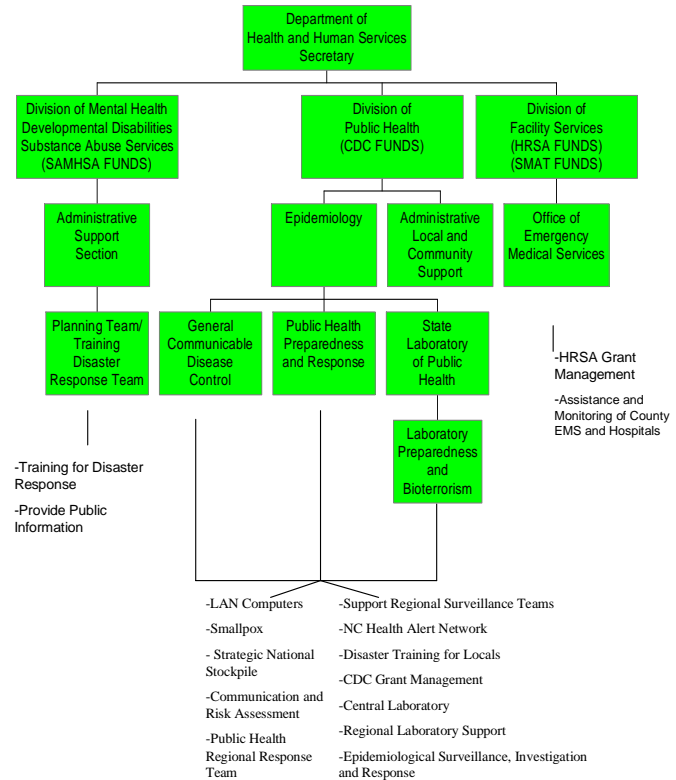 Department of
Health and Human Services
Secretary
Division of Mental Health
Developmental Disabilities
Substance Abuse Services
(SAMHSA FUNDS)
Division of
Public Health
(CDC FUNDS)
Division of
Facility Services
(HRSA FUNDS)
(SMAT FUNDS)
Administrative
Support
Section
Epidemiology
Administrative
Local and
Community
Support
Office of
Emergency
Medical Services
Planning Team/
Training
Disaster
Response Team
General
Communicable
Disease
Control
Public Health
Preparedness
and Response
State
Laboratory
of Public
Health
-HRSA Grant
Management
-Assistance and
Monitoring of County
EMS and Hospitals
Laboratory
Preparedness
and
Bioterrorism
-Training for Disaster
Response
-Provide Public
Information
-LAN Computers
-Smallpox
- Strategic National
Stockpile
-Communication and
Risk Assessment
-Public Health
Regional Response
Team
-Support Regional Surveillance Teams
-NC Health Alert Network
-Disaster Training for Locals
-CDC Grant Management
-Central Laboratory
-Regional Laboratory Support
-Epidemiological Surveillance, Investigation
and Response